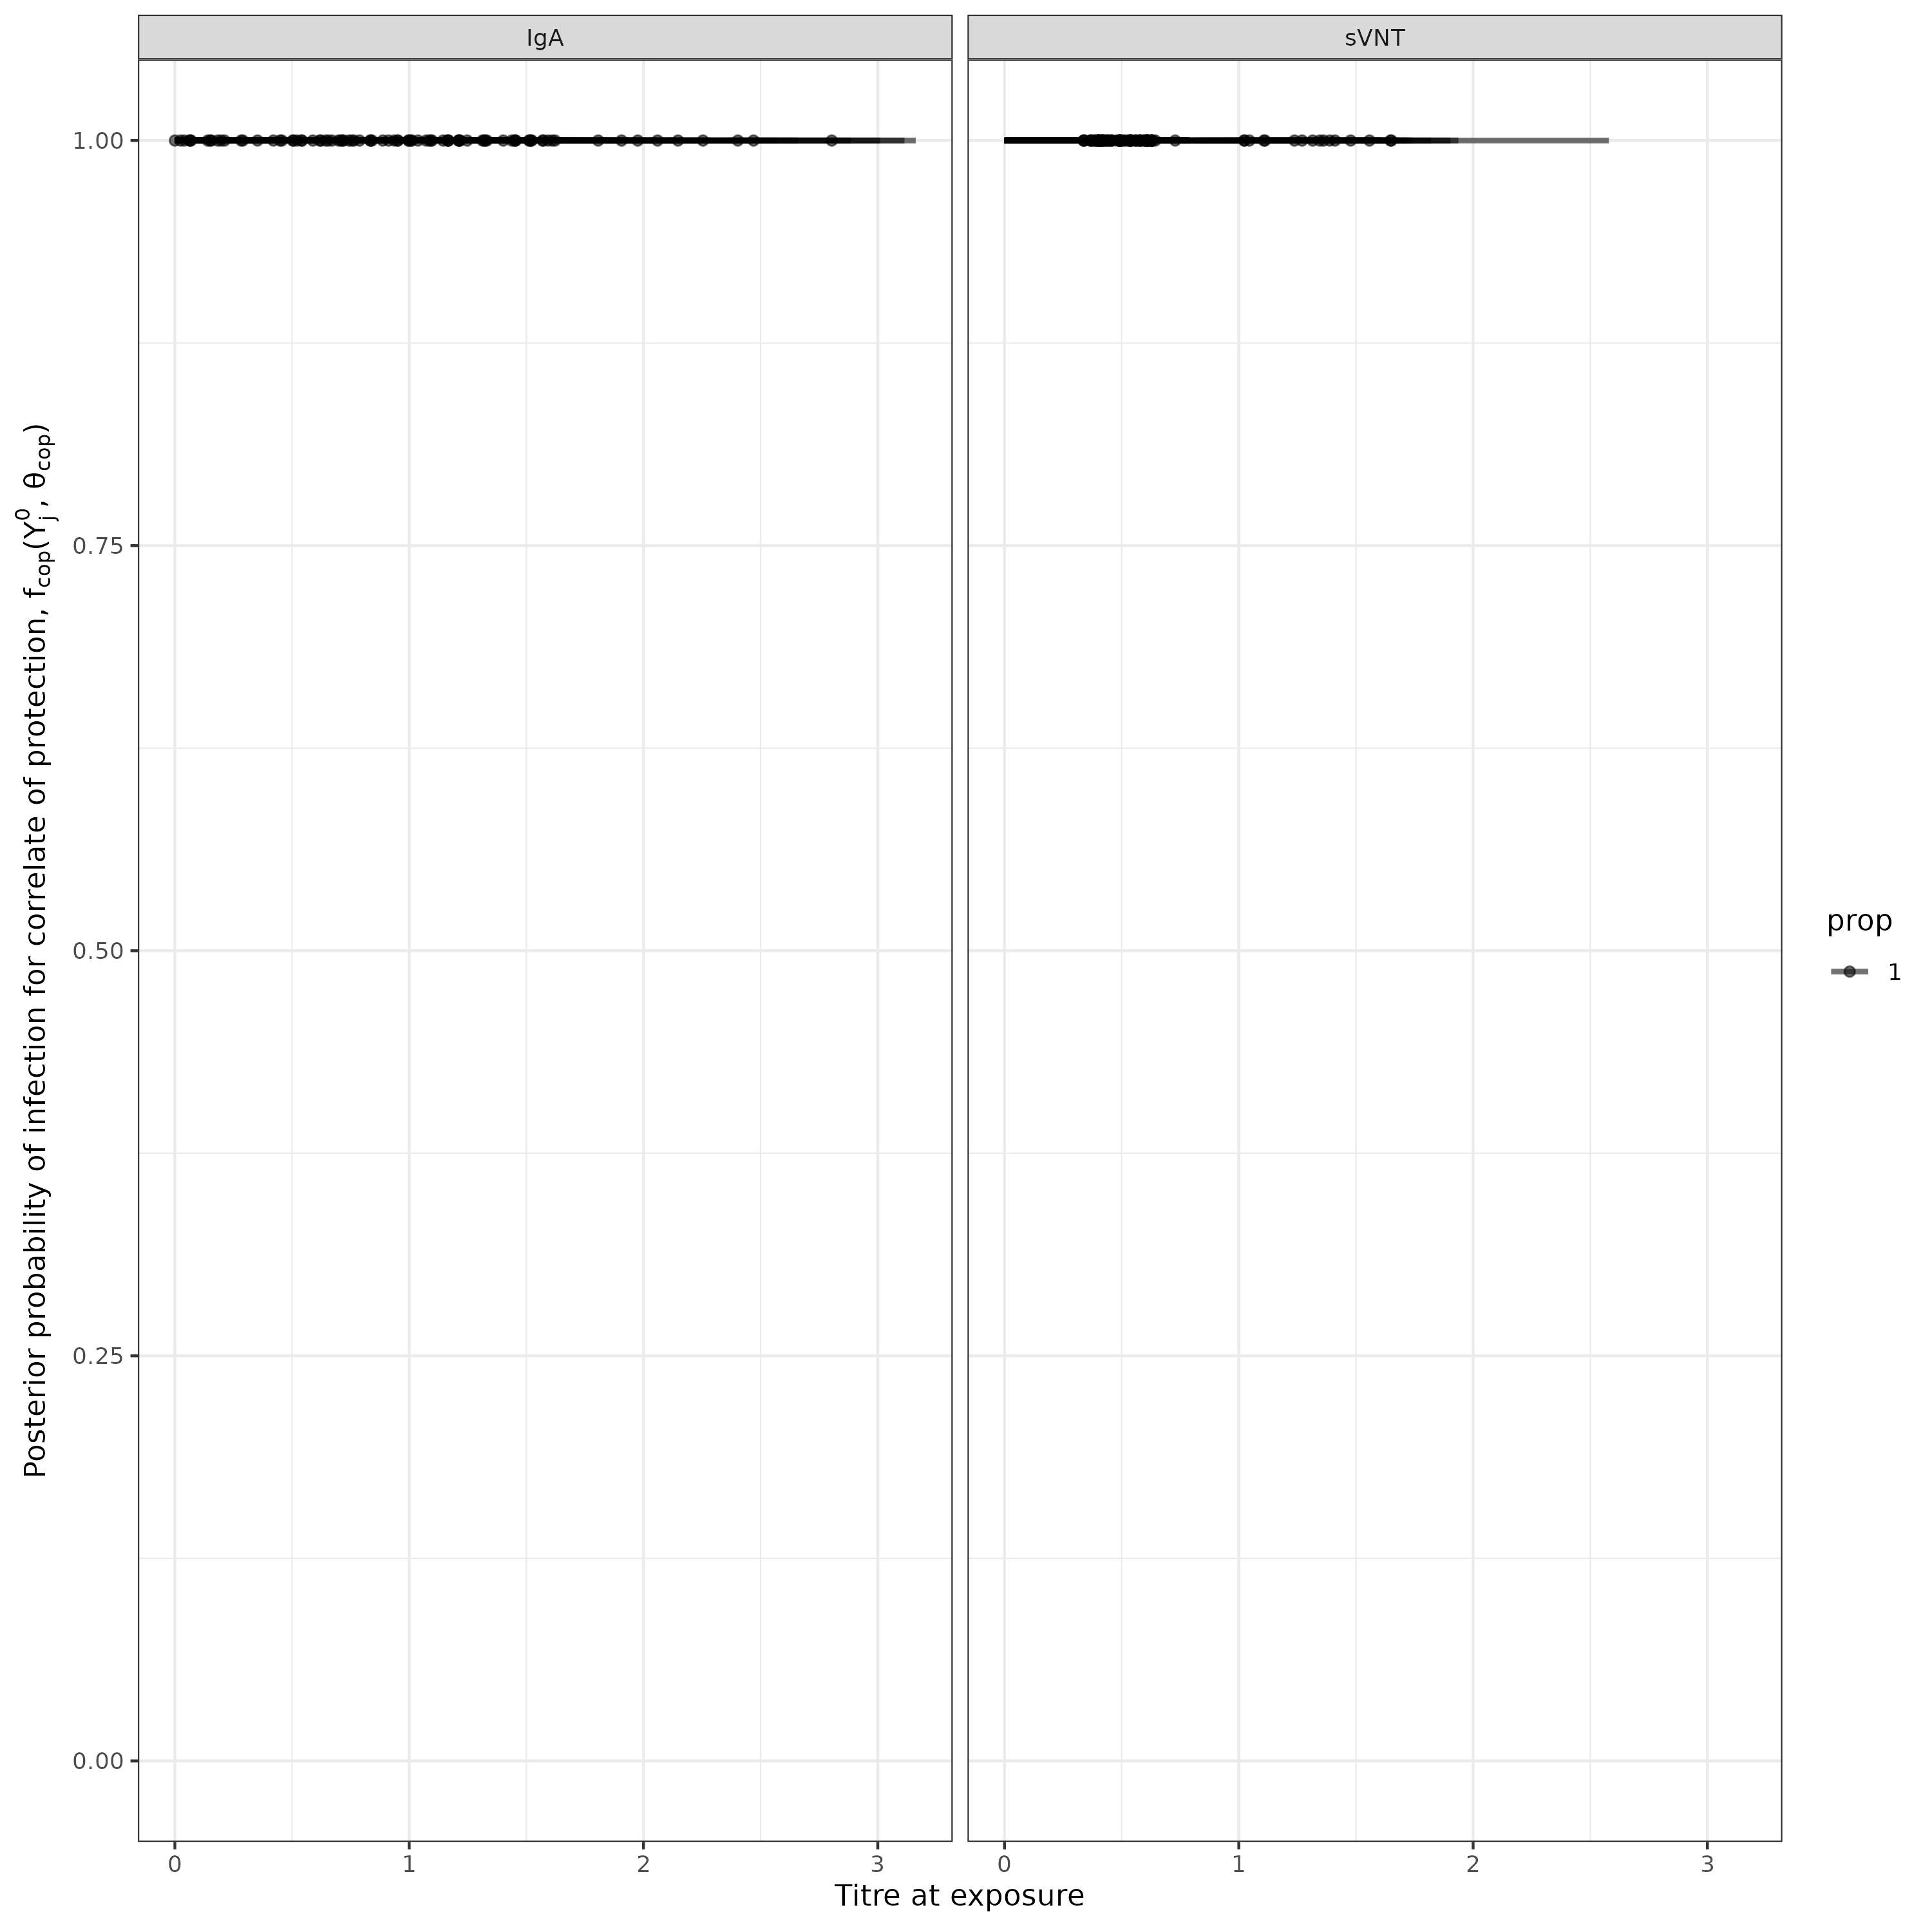 IgA
sVNT
Posterior probability of infection for correlate of protection, f_cop(Y_j^0, θ_cop)
1.00
0.75
0.50
0.25
0.00
0 1 2 3
0 1 2 3
Titre at exposure
prop
1